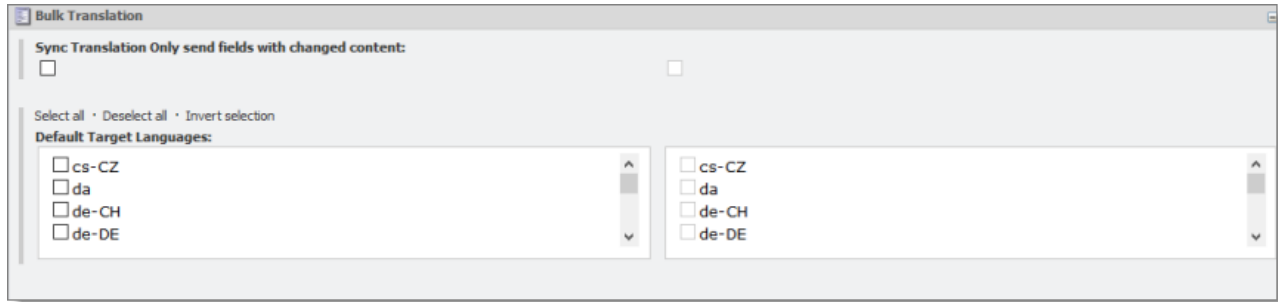 Bulk Translation
Sync Translation Only send fields with changed content:
Select all · Deselect all · Invert selection
Default Target Languages:
cs-CZ cs-CZ
da da
de-CH de-CH
de-DE de-DE